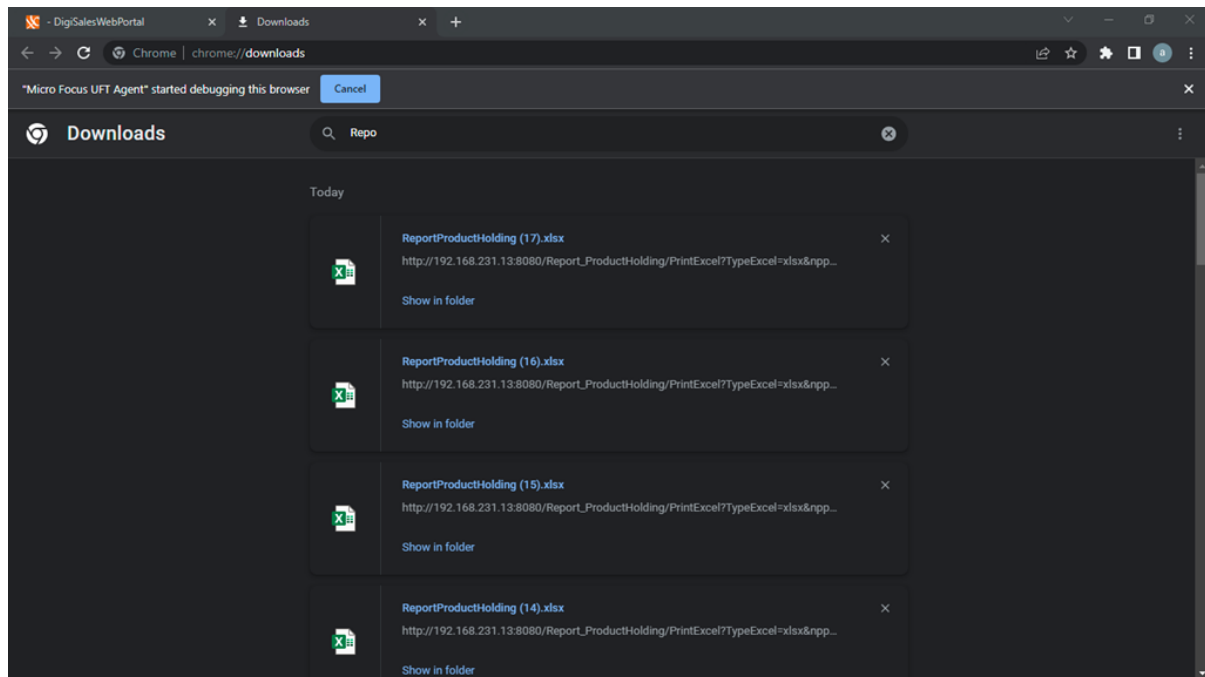 - DigiSalesWebPortal
Downloads
Chrome | chrome://downloads
a
"Micro Focus UFT Agent" started debugging this browser
Cancel
Downloads
Repo
Today
ReportProductHolding (17).xlsx
http://192.168.231.13:8080/Report_ProductHolding/PrintExcel?TypeExcel=xlsx&npp...
Show in folder
ReportProductHolding (16).xlsx
http://192.168.231.13:8080/Report_ProductHolding/PrintExcel?TypeExcel=xlsx&npp...
Show in folder
ReportProductHolding (15).xlsx
http://192.168.231.13:8080/Report_ProductHolding/PrintExcel?TypeExcel=xlsx&npp...
Show in folder
ReportProductHolding (14).xlsx
http://192.168.231.13:8080/Report_ProductHolding/PrintExcel?TypeExcel=xlsx&npp...
Show in folder